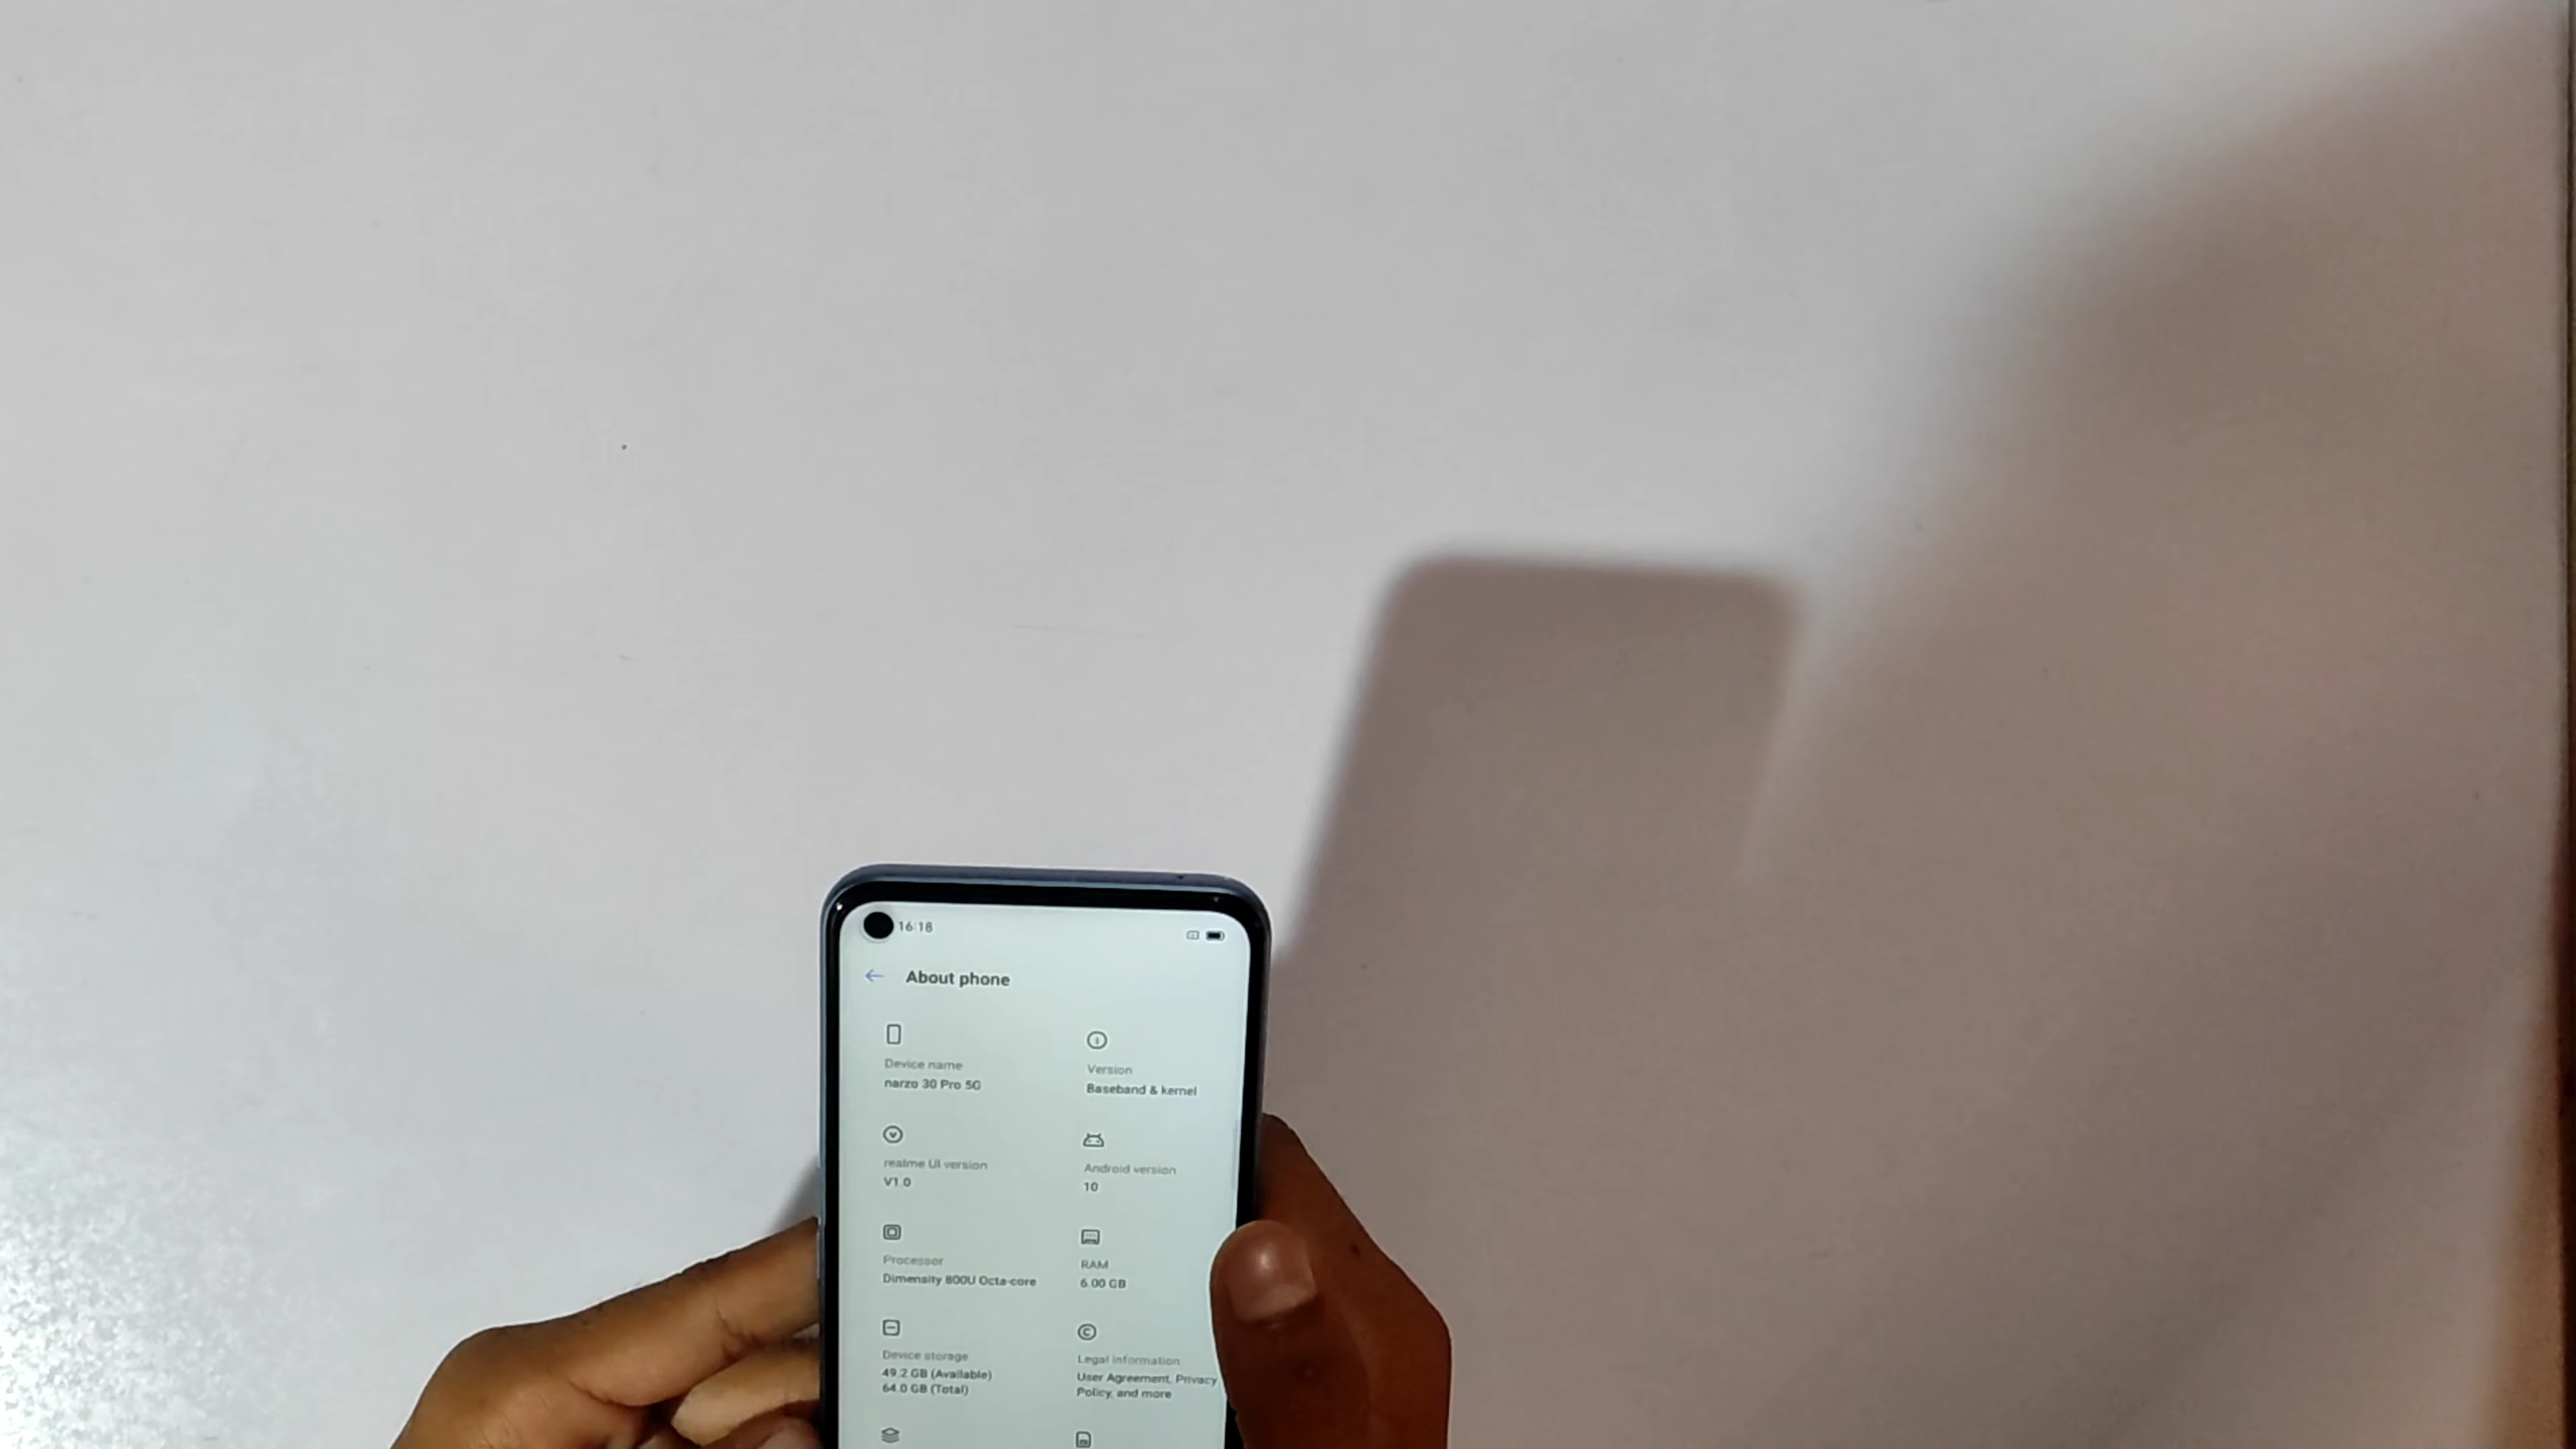 16:18
About phone
Device name
narzo 30 Pro 5G
Version
Baseband & kernel
realme UI version
V1.0
Android version
10
Processor
Dimensity 800U Octa-core
RAM
6.00 GB
Device storage
49.2 GB (Available)
64.0 GB (Total)
Legal information
User Agreement, Privacy
Policy, and more